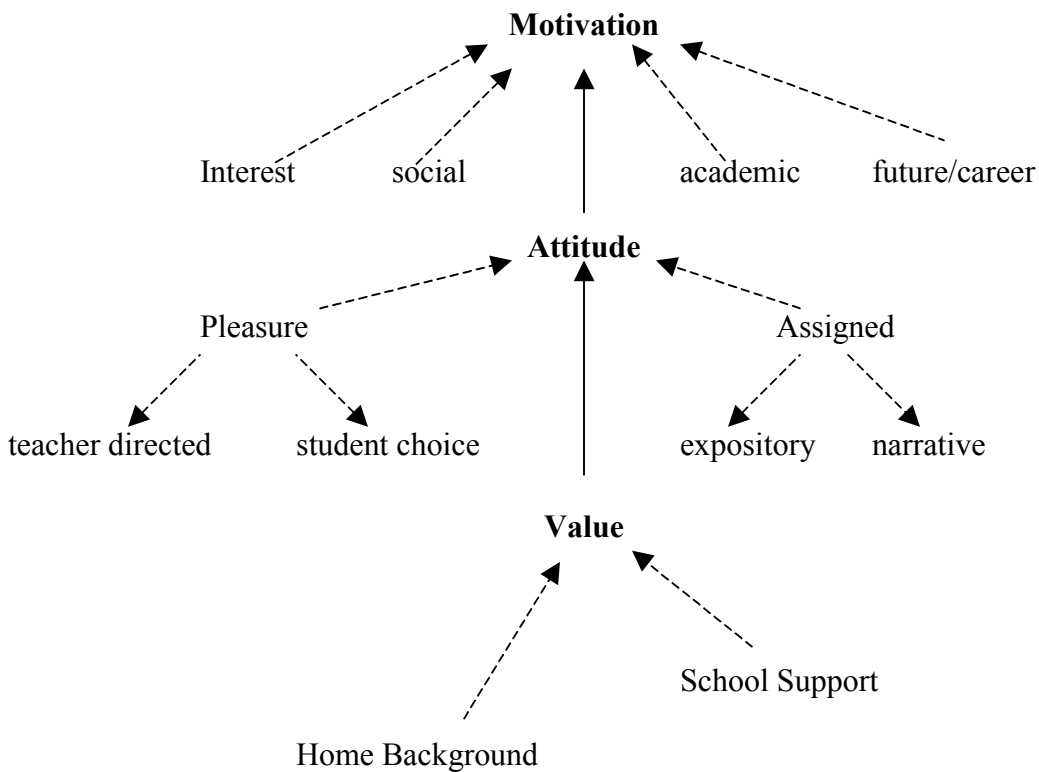 Motivation
Interest social academic future/career
Attitude
Pleasure Assigned
teacher directed student choice expository narrative
Value
School Support
Home Background